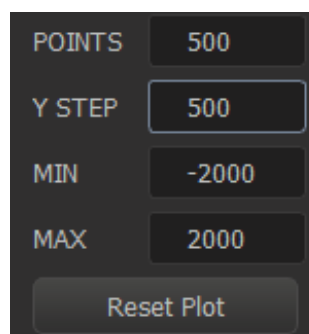 POINTS 500
Y STEP 500
MIN -2000
MAX 2000
Reset Plot